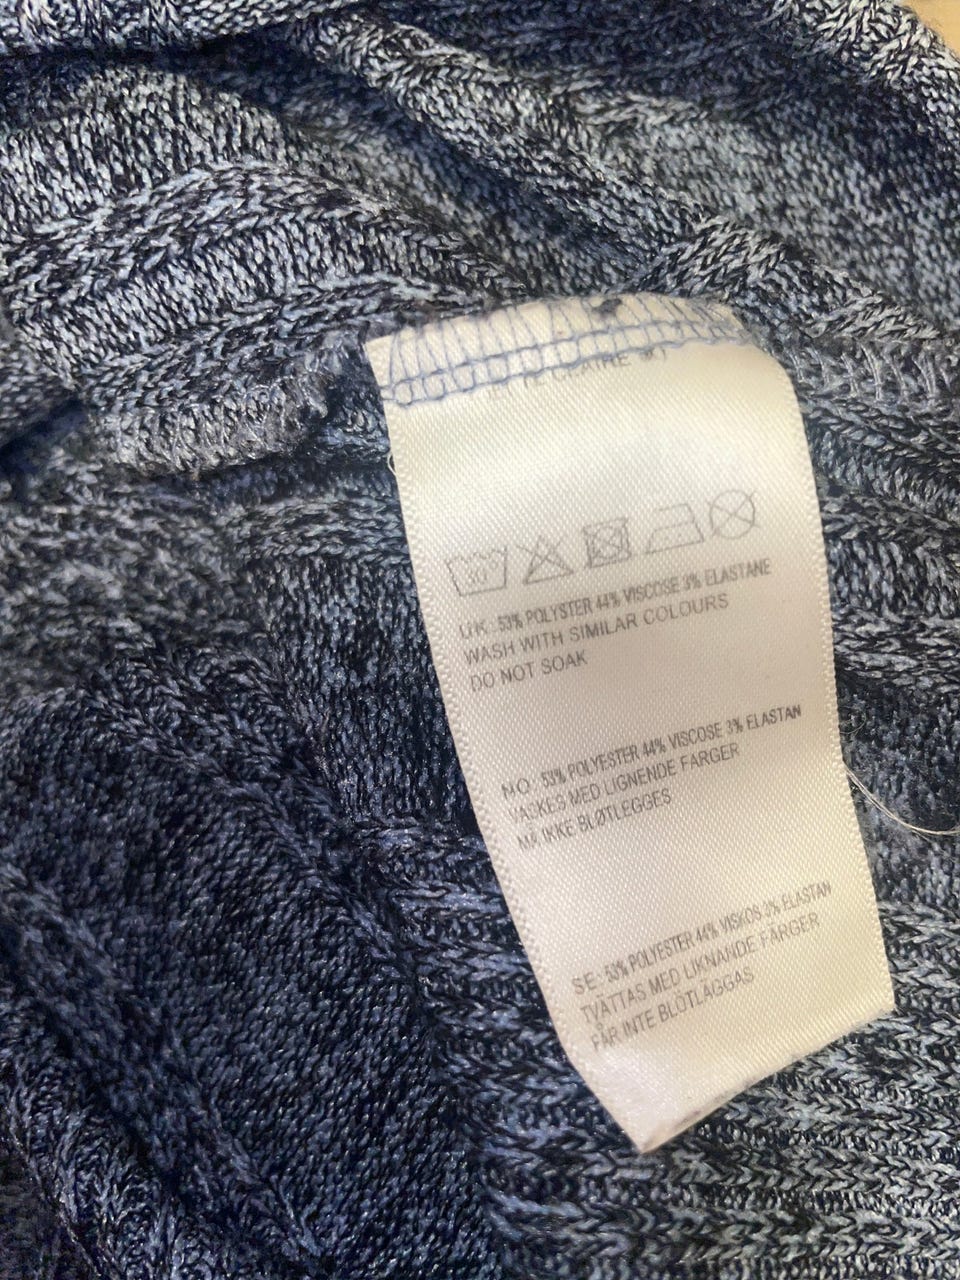 30°
UK : 53% POLYSTER 44% VISCOSE 3% ELASTANE
WASH WITH SIMILAR COLOURS
DO NOT SOAK
NO : 53% POLYESTER 44% VISCOSE 3% ELASTAN
VASKES MED LIGNENDE FARGER
MÅ IKKE BLØTLEGGES
SE : 53% POLYESTER 44% VISKOS 3% ELASTAN
TVÄTTAS MED LIKNANDE FÄRGER
FÅR INTE BLÖTLÄGGAS